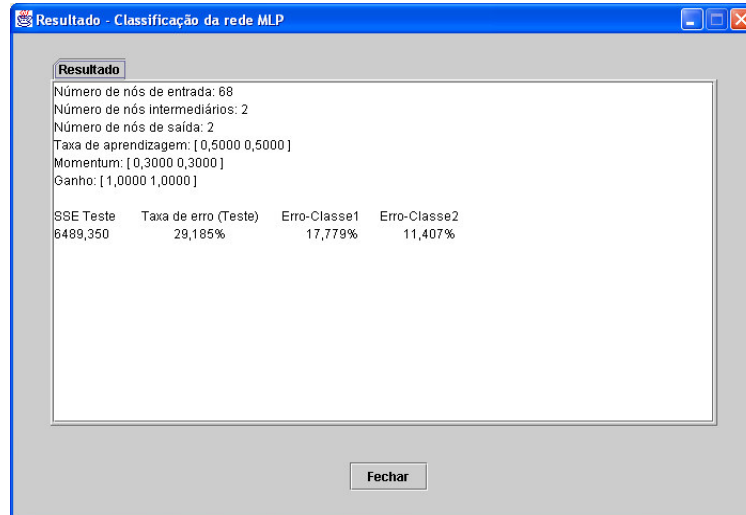 Resultado - Classificação da rede MLP
Resultado
Número de nós de entrada: 68
Número de nós intermediários: 2
Número de nós de saída: 2
Taxa de aprendizagem: [ 0,5000 0,5000 ]
Momentum: [ 0,3000 0,3000 ]
Ganho: [ 1,0000 1,0000 ]
SSE Teste Taxa de erro (Teste) Erro-Classe1 Erro-Classe2
6489,350 29,185% 17,779% 11,407%
Fechar